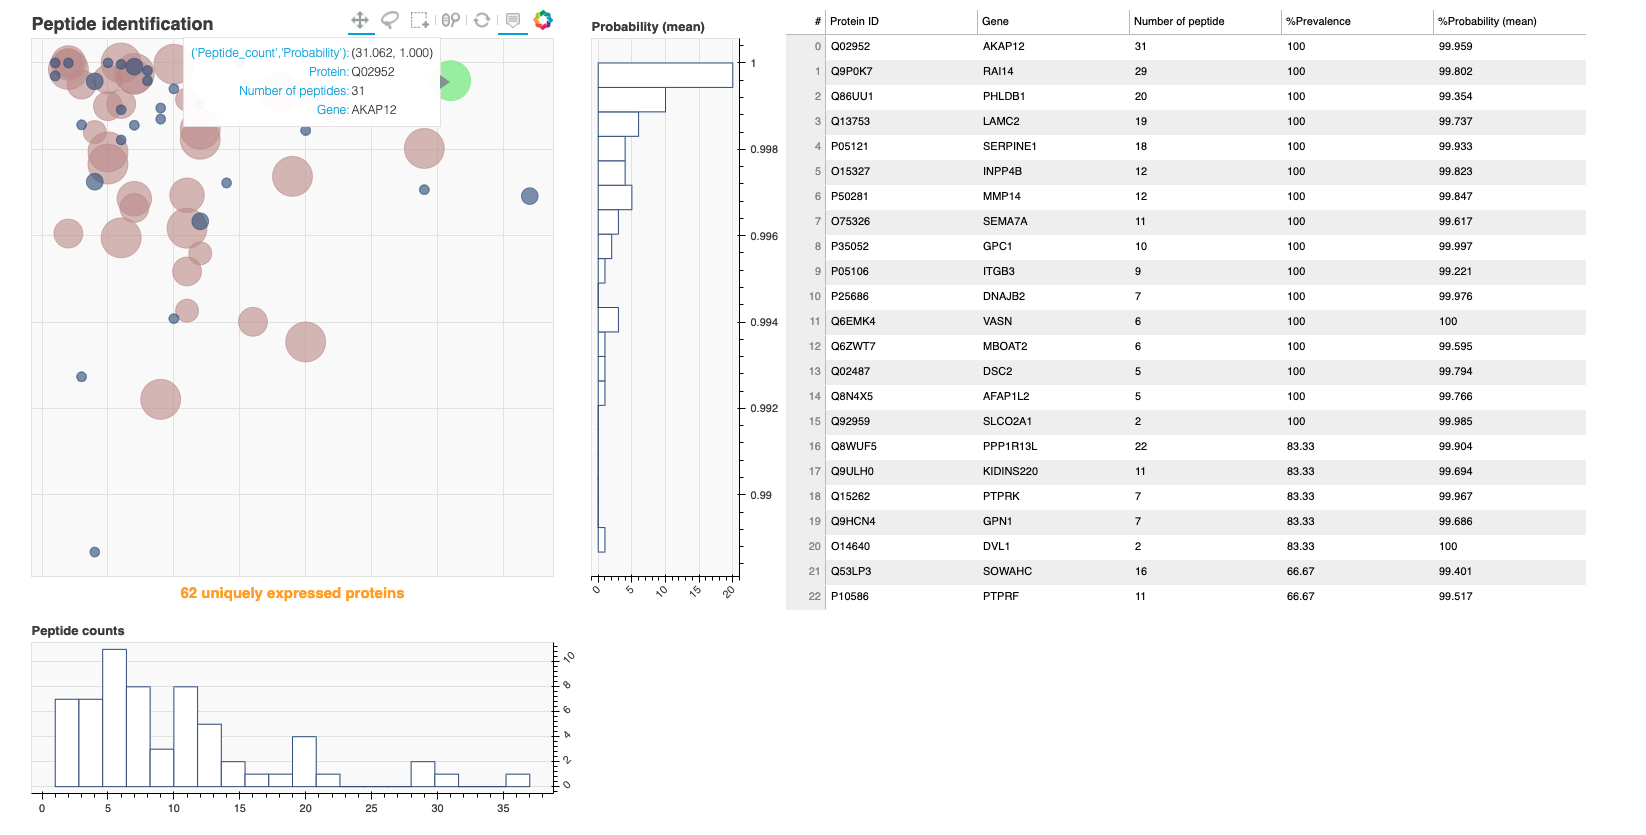 Peptide identification
('Peptide_count','Probability'): (31.062, 1.000)
Protein: Q02952
Number of peptides: 31
Gene: AKAP12
62 uniquely expressed proteins
Probability (mean)
1
0.998
0.996
0.994
0.992
0.99
0 5 10 15 20
Peptide counts
10
8
6
4
2
0
0 5 10 15 20 25 30 35
# Protein ID Gene Number of peptide %Prevalence %Probability (mean)
0 Q02952 AKAP12 31 100 99.959
1 Q9P0K7 RAI14 29 100 99.802
2 Q86UU1 PHLDB1 20 100 99.354
3 Q13753 LAMC2 19 100 99.737
4 P05121 SERPINE1 18 100 99.933
5 O15327 INPP4B 12 100 99.823
6 P50281 MMP14 12 100 99.847
7 O75326 SEMA7A 11 100 99.617
8 P35052 GPC1 10 100 99.997
9 P05106 ITGB3 9 100 99.221
10 P25686 DNAJB2 7 100 99.976
11 Q6EMK4 VASN 6 100 100
12 Q6ZWT7 MBOAT2 6 100 99.595
13 Q02487 DSC2 5 100 99.794
14 Q8N4X5 AFAP1L2 5 100 99.766
15 Q92959 SLCO2A1 2 100 99.985
16 Q8WUF5 PPP1R13L 22 83.33 99.904
17 Q9ULH0 KIDINS220 11 83.33 99.694
18 Q15262 PTPRK 7 83.33 99.967
19 Q9HCN4 GPN1 7 83.33 99.686
20 O14640 DVL1 2 83.33 100
21 Q53LP3 SOWAHC 16 66.67 99.401
22 P10586 PTPRF 11 66.67 99.517